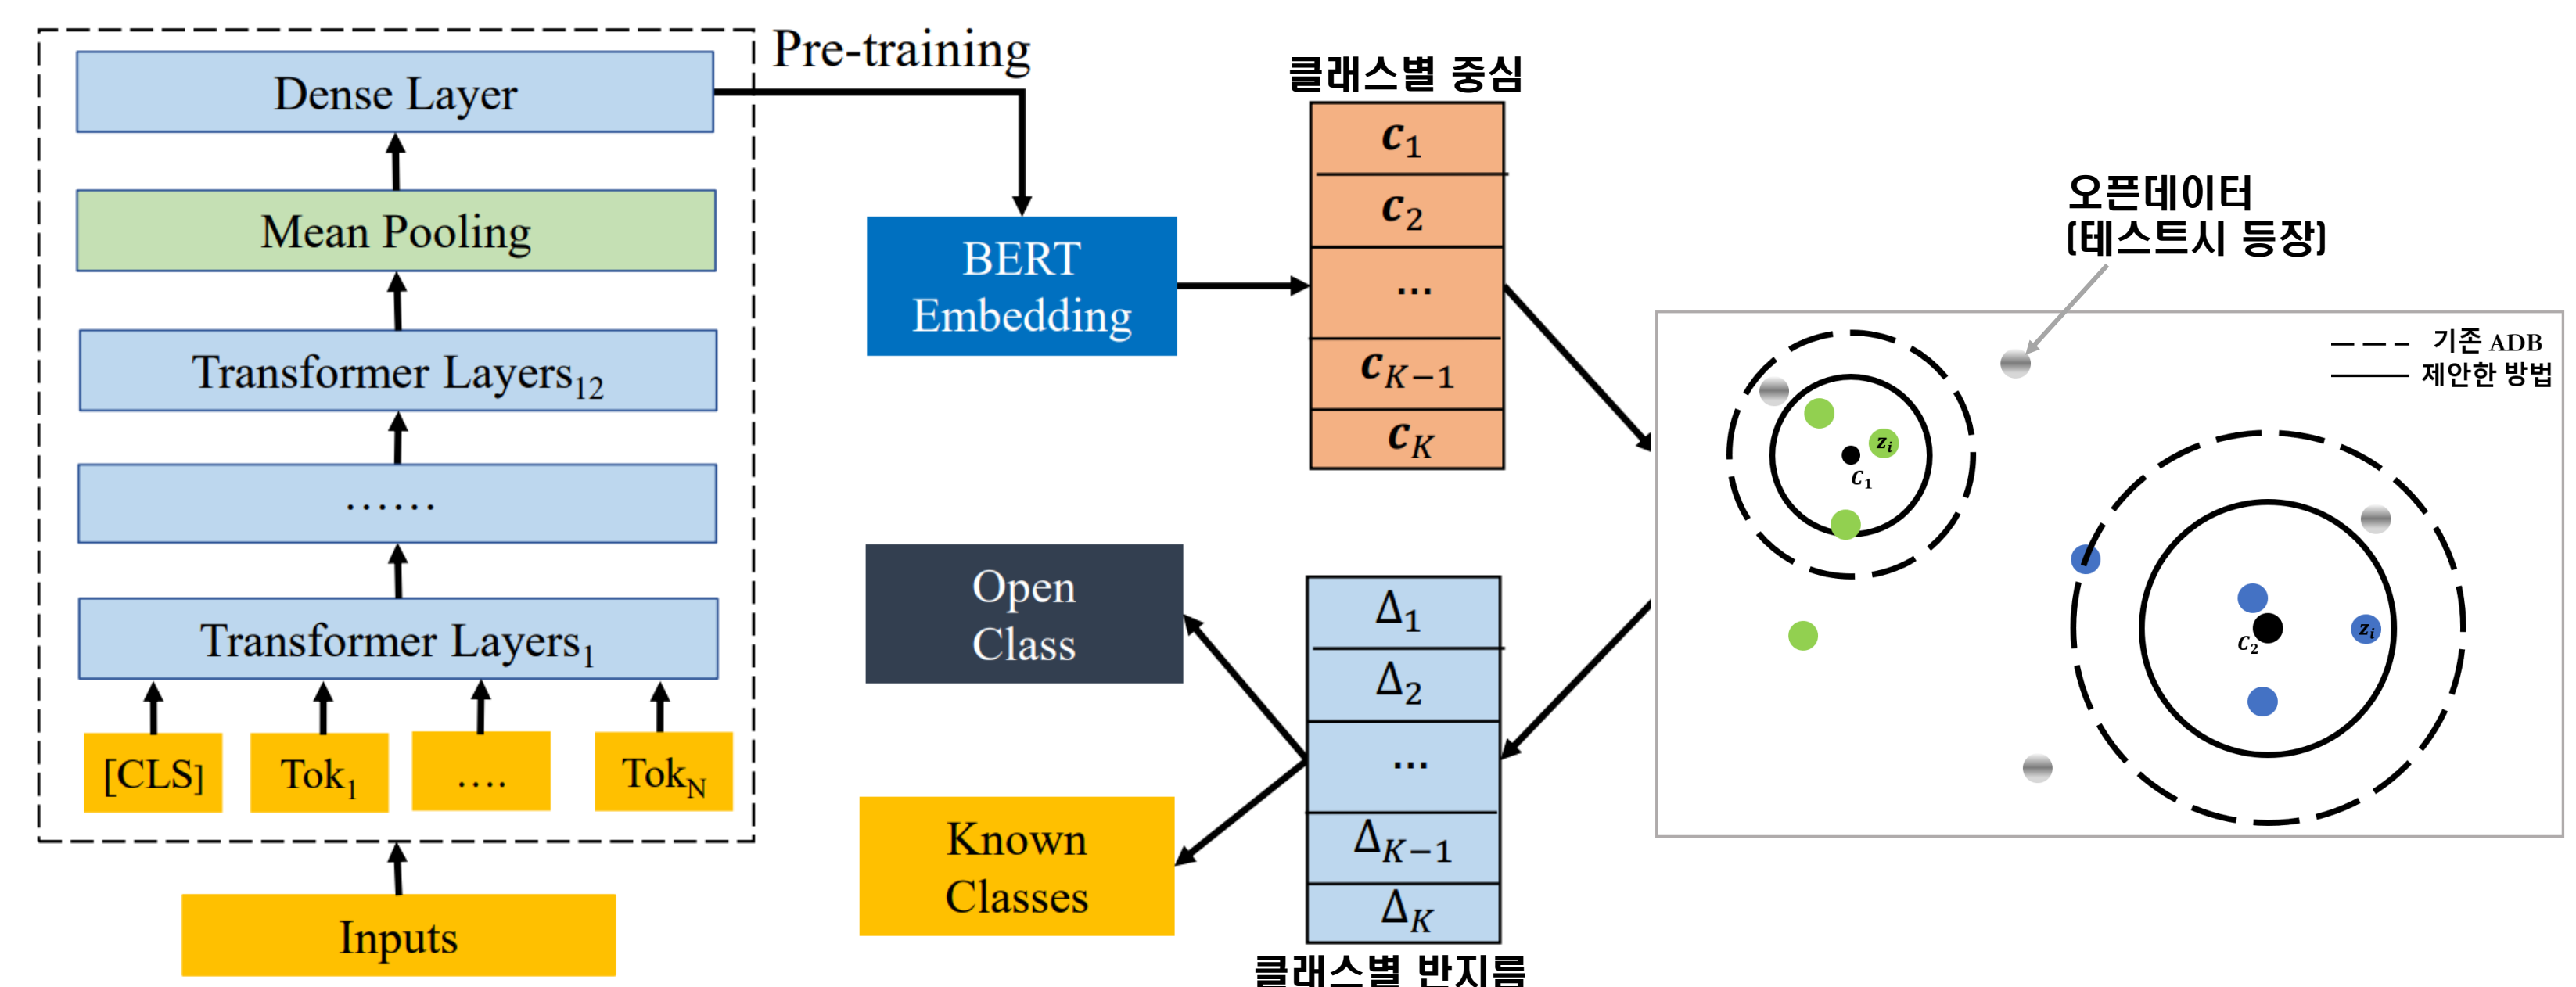 Pre-training
Dense Layer
Mean Pooling
Transformer Layers12
......
Transformer Layers1
[CLS]
Tok1
....
TokN
Inputs
BERT
Embedding
클래스별 중심
c1
c2
...
cK−1
cK
오픈데이터
(테스트시 등장)
기존 ADB
제안한 방법
zi
C1
zi
C2
Open
Class
Known
Classes
Δ1
Δ2
...
ΔK−1
ΔK
클래스별 반지름